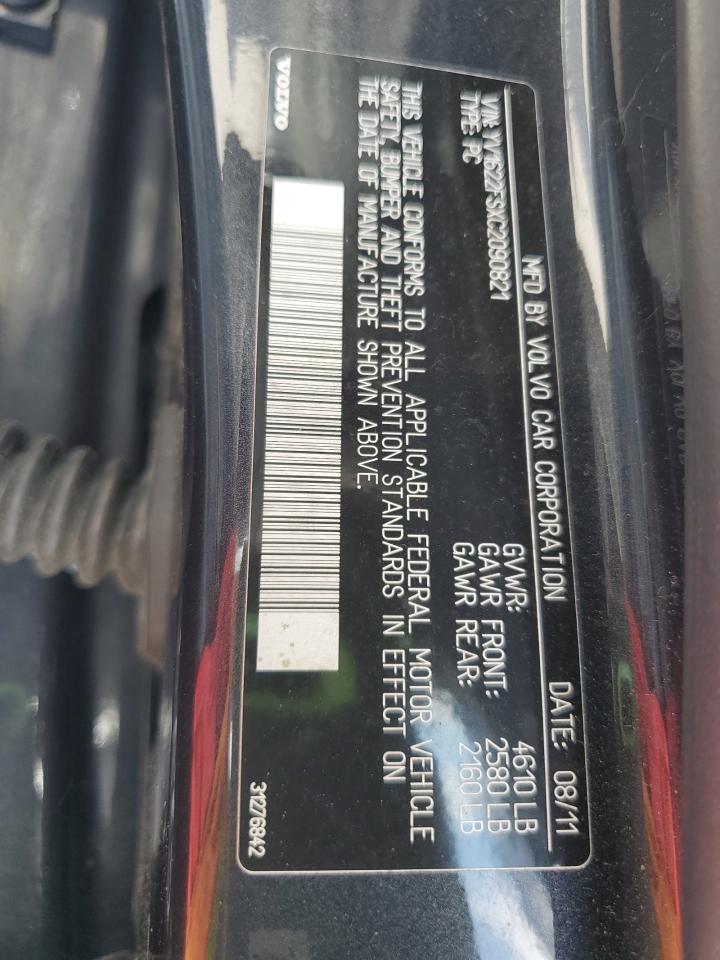 MFD BY VOLVO CAR CORPORATION DATE: 08/11
VIN: YV1622FSXC2090821 GVWR: 4610 LB
TYPE: PC GAWR FRONT: 2580 LB
GAWR REAR: 2160 LB
THIS VEHICLE CONFORMS TO ALL APPLICABLE FEDERAL MOTOR VEHICLE
SAFETY, BUMPER AND THEFT PREVENTION STANDARDS IN EFFECT ON
THE DATE OF MANUFACTURE SHOWN ABOVE.
VOLVO
31276842